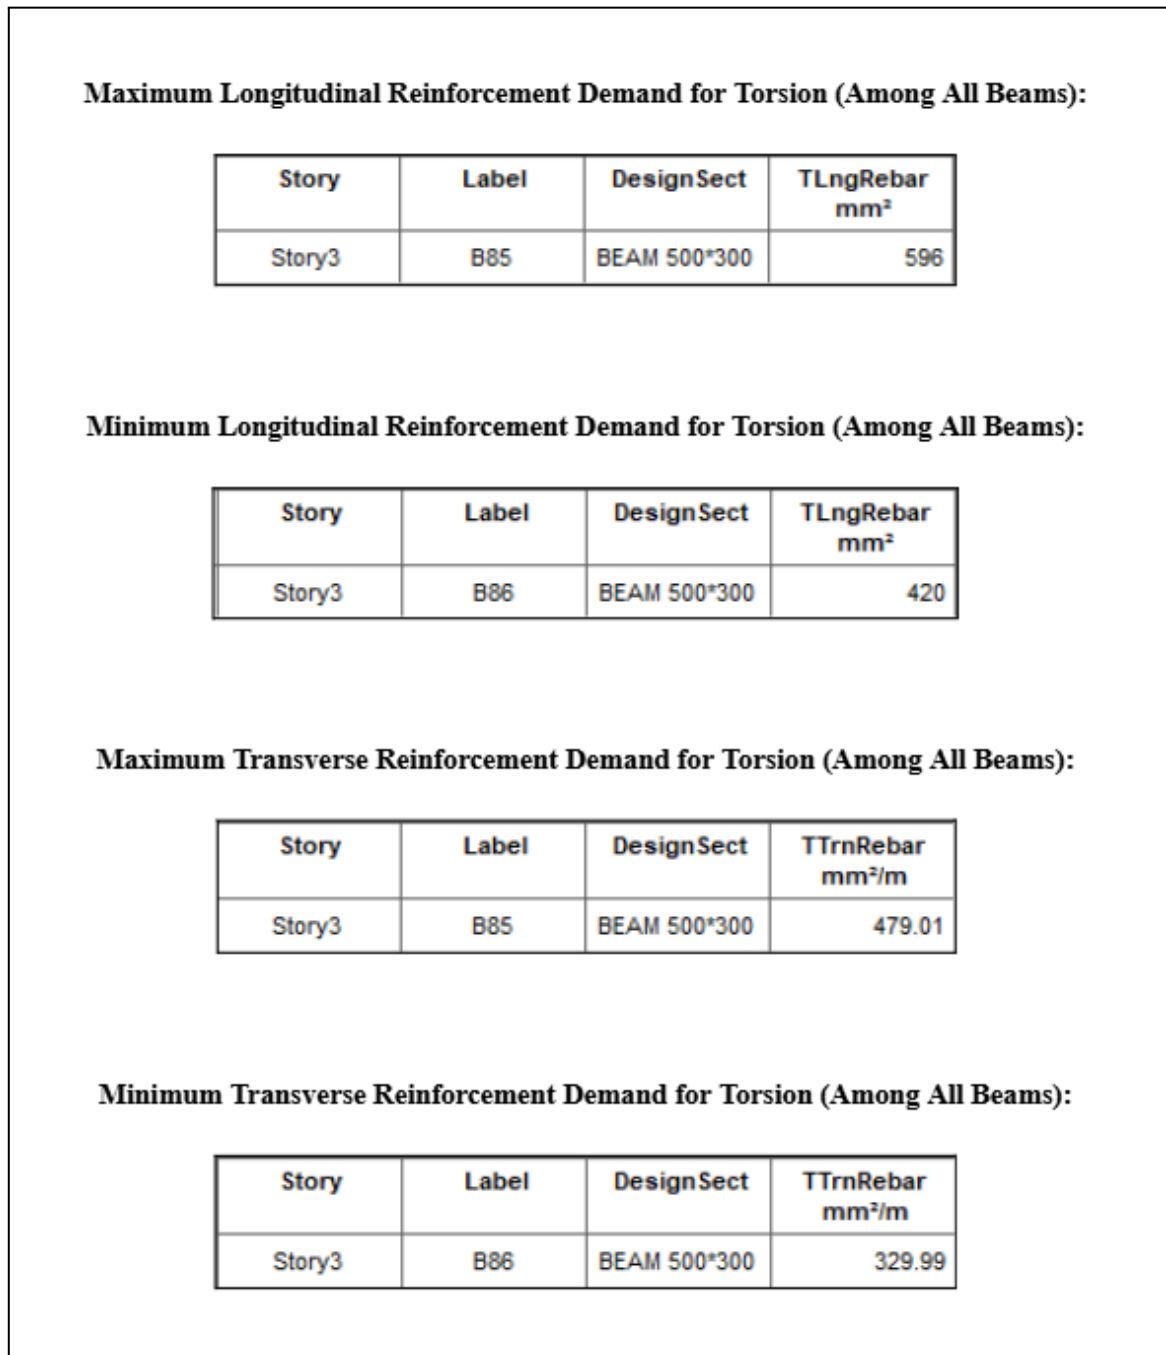 Maximum Longitudinal Reinforcement Demand for Torsion (Among All Beams):
Story Label DesignSect TLngRebar
mm²
Story3 B85 BEAM 500*300 596
Minimum Longitudinal Reinforcement Demand for Torsion (Among All Beams):
Story Label DesignSect TLngRebar
mm²
Story3 B86 BEAM 500*300 420
Maximum Transverse Reinforcement Demand for Torsion (Among All Beams):
Story Label DesignSect TTrnRebar
mm²/m
Story3 B85 BEAM 500*300 479.01
Minimum Transverse Reinforcement Demand for Torsion (Among All Beams):
Story Label DesignSect TTrnRebar
mm²/m
Story3 B86 BEAM 500*300 329.99